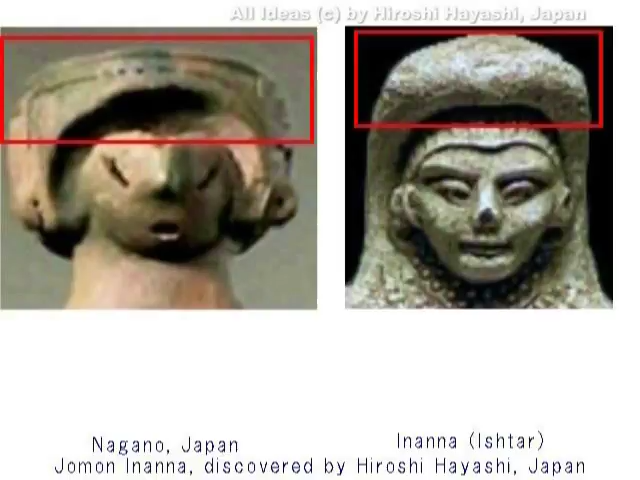 All Ideas (c) by Hiroshi Hayashi, Japan
Nagano, Japan
Inanna (Ishtar)
Jomon Inanna, discovered by Hiroshi Hayashi, Japan